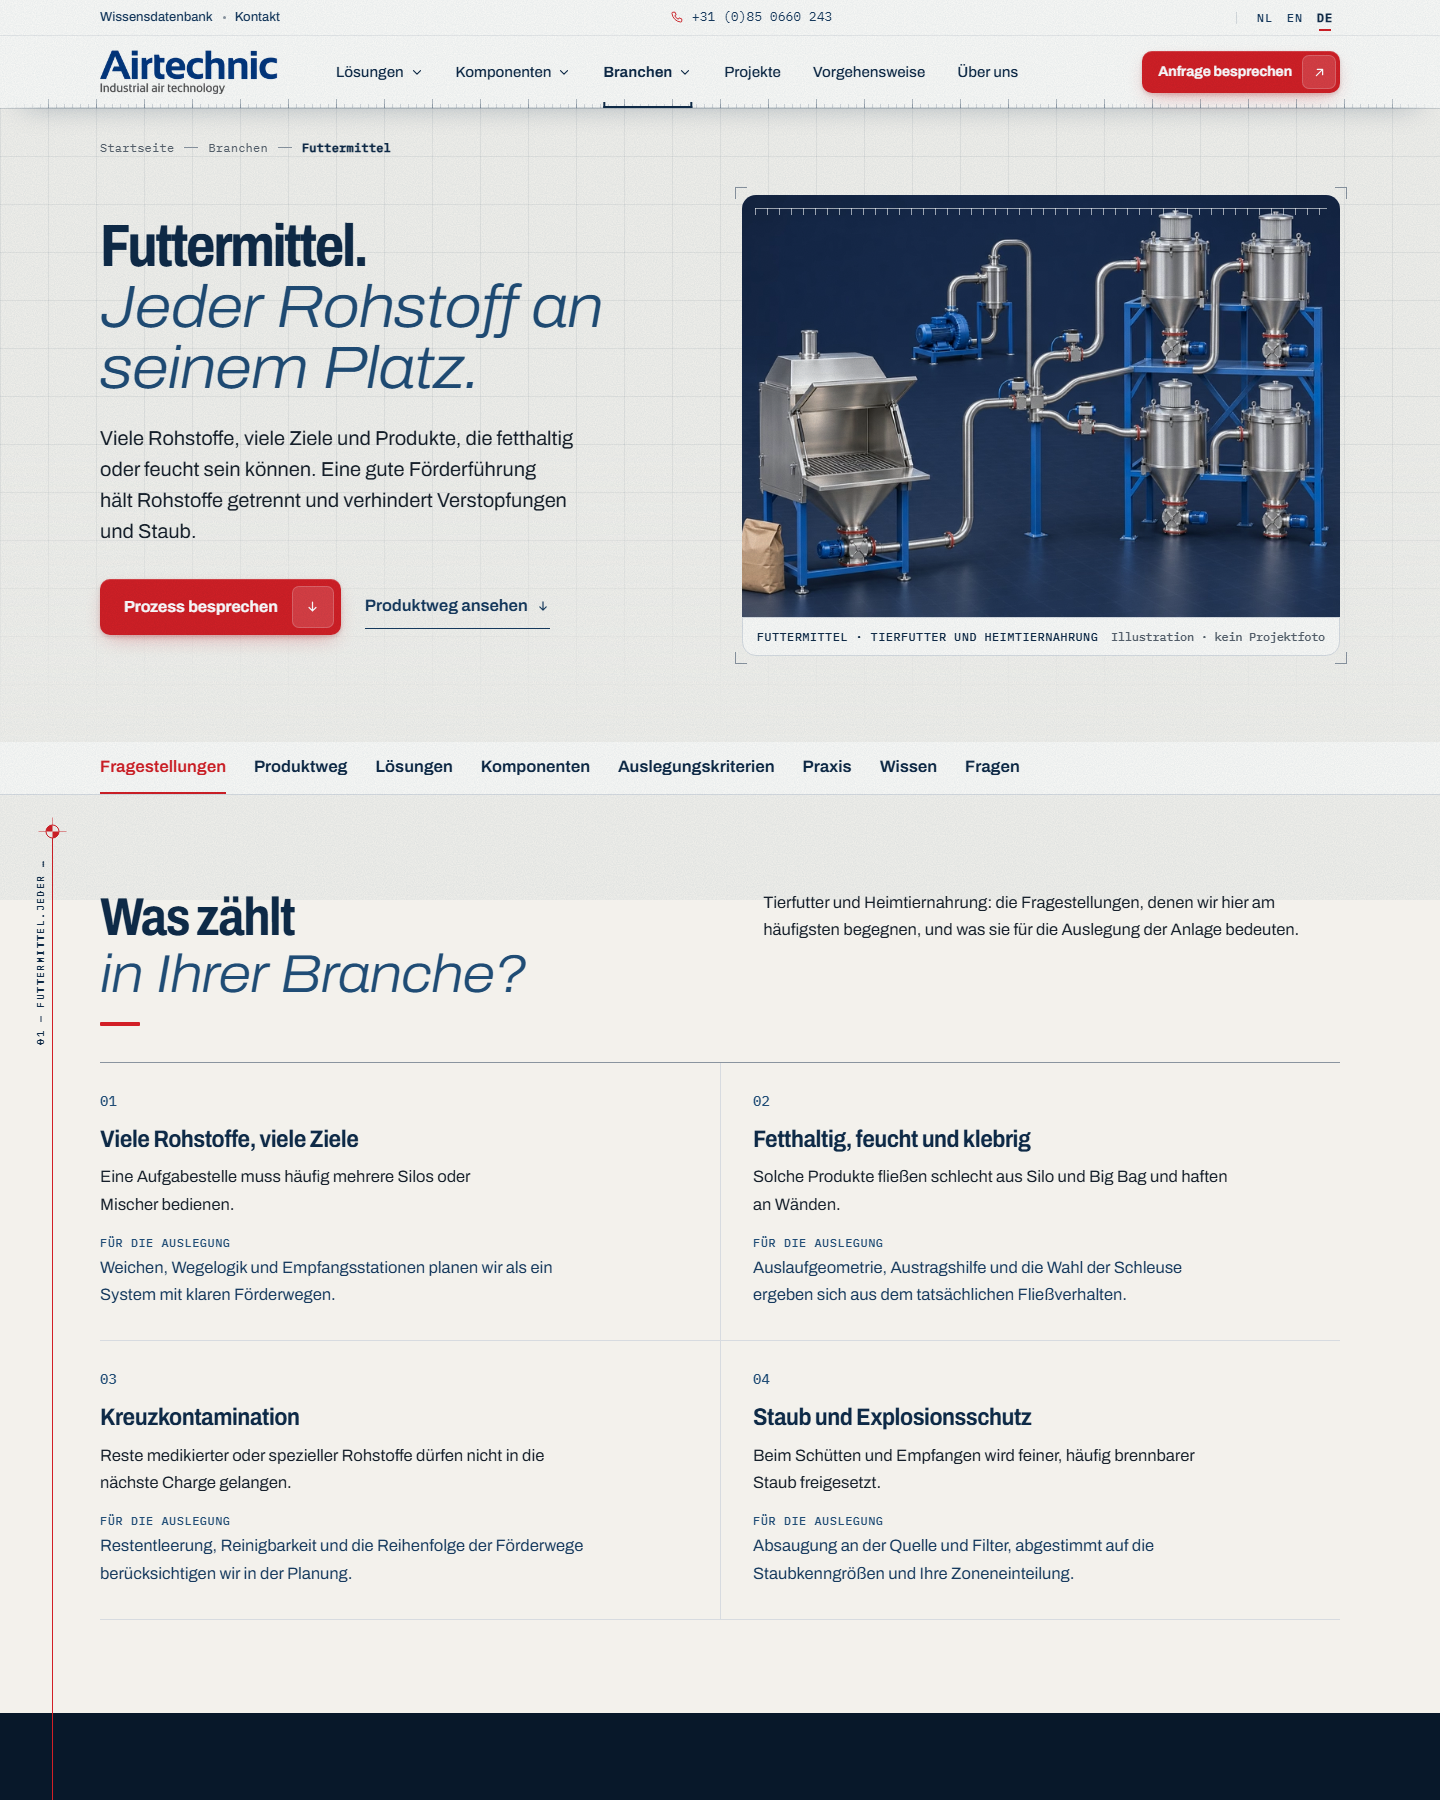 Wissensdatenbank • Kontakt
+31 (0)85 0660 243
NL EN DE
Airtechnic
Industrial air technology
Lösungen
Komponenten
Branchen
Projekte
Vorgehensweise
Über uns
Anfrage besprechen
Startseite — Branchen — Futtermittel
Futtermittel.
Jeder Rohstoff an
seinem Platz.
Viele Rohstoffe, viele Ziele und Produkte, die fetthaltig
oder feucht sein können. Eine gute Förderführung
hält Rohstoffe getrennt und verhindert Verstopfungen
und Staub.
Prozess besprechen
Produktweg ansehen
FUTTERMITTEL · TIERFUTTER UND HEIMTIERNAHRUNG Illustration · kein Projektfoto
Fragestellungen
Produktweg
Lösungen
Komponenten
Auslegungskriterien
Praxis
Wissen
Fragen
01 — FUTTERMITTEL.JEDER —
Was zählt
in Ihrer Branche?
Tierfutter und Heimtiernahrung: die Fragestellungen, denen wir hier am
häufigsten begegnen, und was sie für die Auslegung der Anlage bedeuten.
01
Viele Rohstoffe, viele Ziele
Eine Aufgabestelle muss häufig mehrere Silos oder
Mischer bedienen.
FÜR DIE AUSLEGUNG
Weichen, Wegelogik und Empfangsstationen planen wir als ein
System mit klaren Förderwegen.
02
Fetthaltig, feucht und klebrig
Solche Produkte fließen schlecht aus Silo und Big Bag und haften
an Wänden.
FÜR DIE AUSLEGUNG
Auslaufgeometrie, Austragshilfe und die Wahl der Schleuse
ergeben sich aus dem tatsächlichen Fließverhalten.
03
Kreuzkontamination
Reste medikierter oder spezieller Rohstoffe dürfen nicht in die
nächste Charge gelangen.
FÜR DIE AUSLEGUNG
Restentleerung, Reinigbarkeit und die Reihenfolge der Förderwege
berücksichtigen wir in der Planung.
04
Staub und Explosionsschutz
Beim Schütten und Empfangen wird feiner, häufig brennbarer
Staub freigesetzt.
FÜR DIE AUSLEGUNG
Absaugung an der Quelle und Filter, abgestimmt auf die
Staubkenngrößen und Ihre Zoneneinteilung.